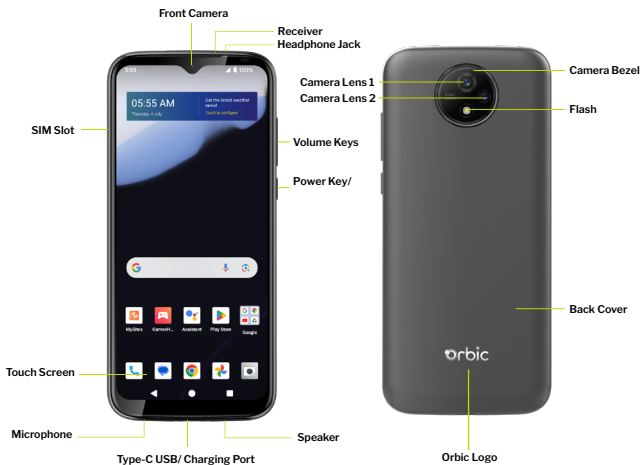 Front Camera
Receiver
Headphone Jack
SIM Slot
Volume Keys
Power Key/
Touch Screen
Microphone
Type-C USB/ Charging Port
Speaker
5:55
100%
05:55 AM
Thursday, 4 July
Get the latest weather
news!
Touch to configure
G
MySites
GamesH...
Assistant
Play Store
Google
Camera Lens 1
Camera Lens 2
Camera Bezel
Flash
Back Cover
orbic
Orbic Logo